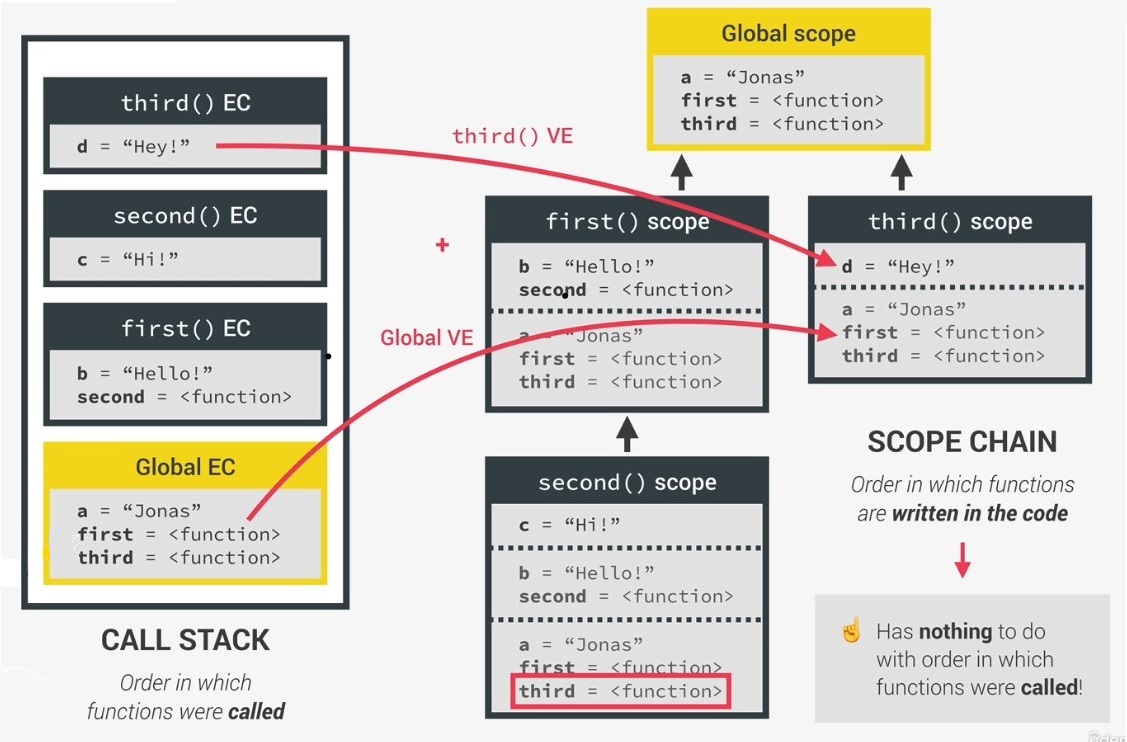 third() EC
d = “Hey!”
second() EC
c = “Hi!”
first() EC
b = “Hello!”
second = <function>
Global EC
a = “Jonas”
first = <function>
third = <function>
CALL STACK
Order in which
functions were called
third() VE
+
Global VE
Global scope
a = “Jonas”
first = <function>
third = <function>
first() scope
b = “Hello!”
second = <function>
a = “Jonas”
first = <function>
third = <function>
second() scope
c = “Hi!”
b = “Hello!”
second = <function>
a = “Jonas”
first = <function>
third = <function>
third() scope
d = “Hey!”
a = “Jonas”
first = <function>
third = <function>
SCOPE CHAIN
Order in which functions
are written in the code
☝️ Has nothing to do
with order in which
functions were called!